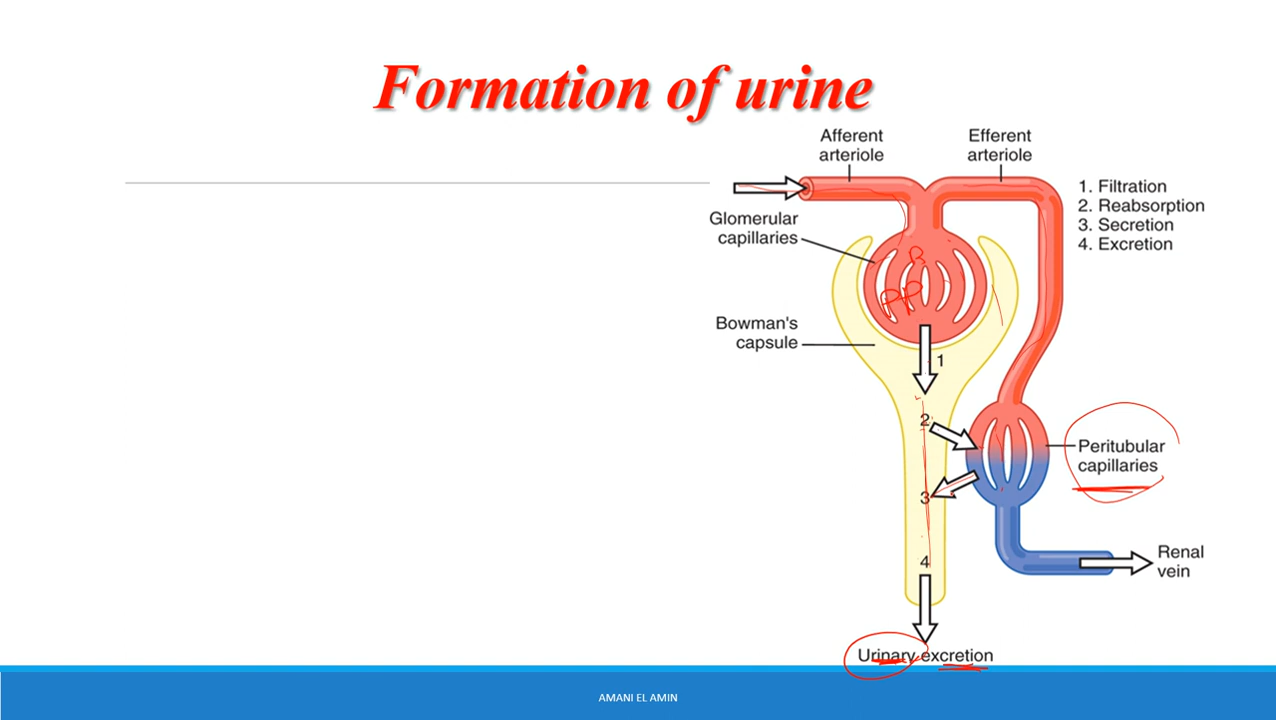 Formation of urine
Afferent
arteriole
Efferent
arteriole
1. Filtration
2. Reabsorption
3. Secretion
4. Excretion
Glomerular
capillaries
Bowman's
capsule
1
2
3
4
Peritubular
capillaries
Renal
vein
Urinary excretion
AMANI EL AMIN